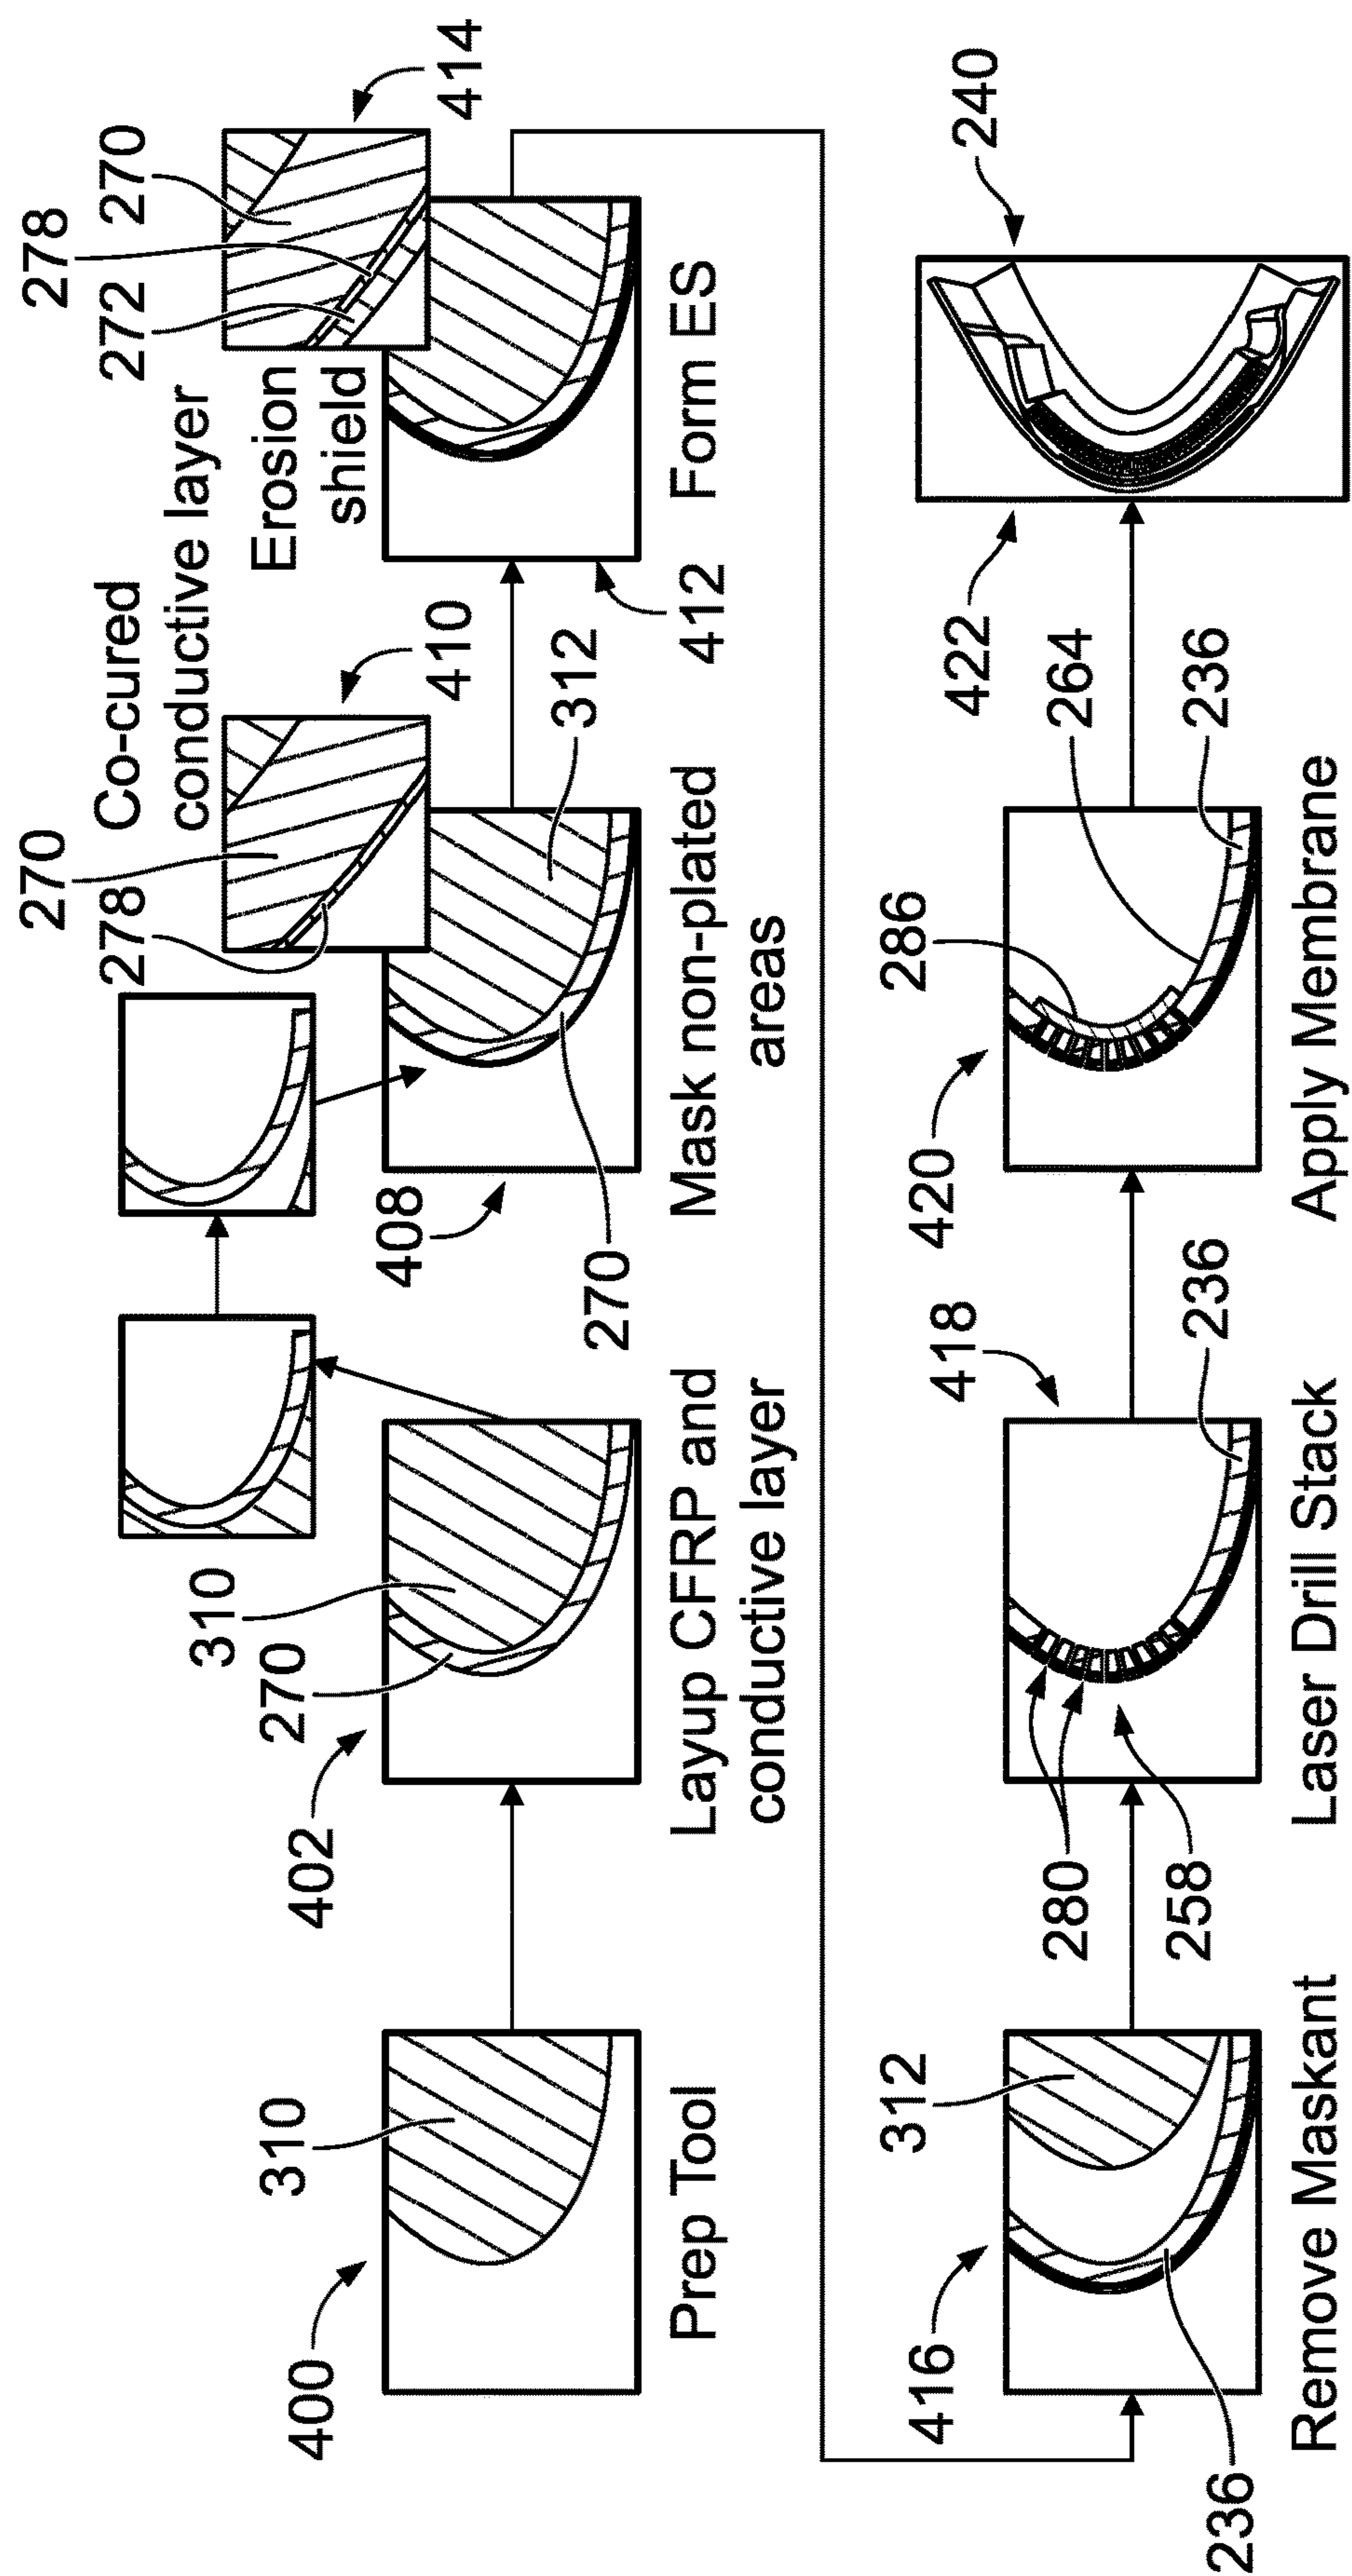 400
310
Prep Tool
402
270
310
Layup CFRP and
conductive layer
408
270
278
270
Co-cured
conductive layer
410
312
Mask non-plated
areas
412
Erosion
shield
272
278
270
414
Form ES
416
236
312
Remove Maskant
280
258
418
236
Laser Drill Stack
420
286
264
236
Apply Membrane
422
240